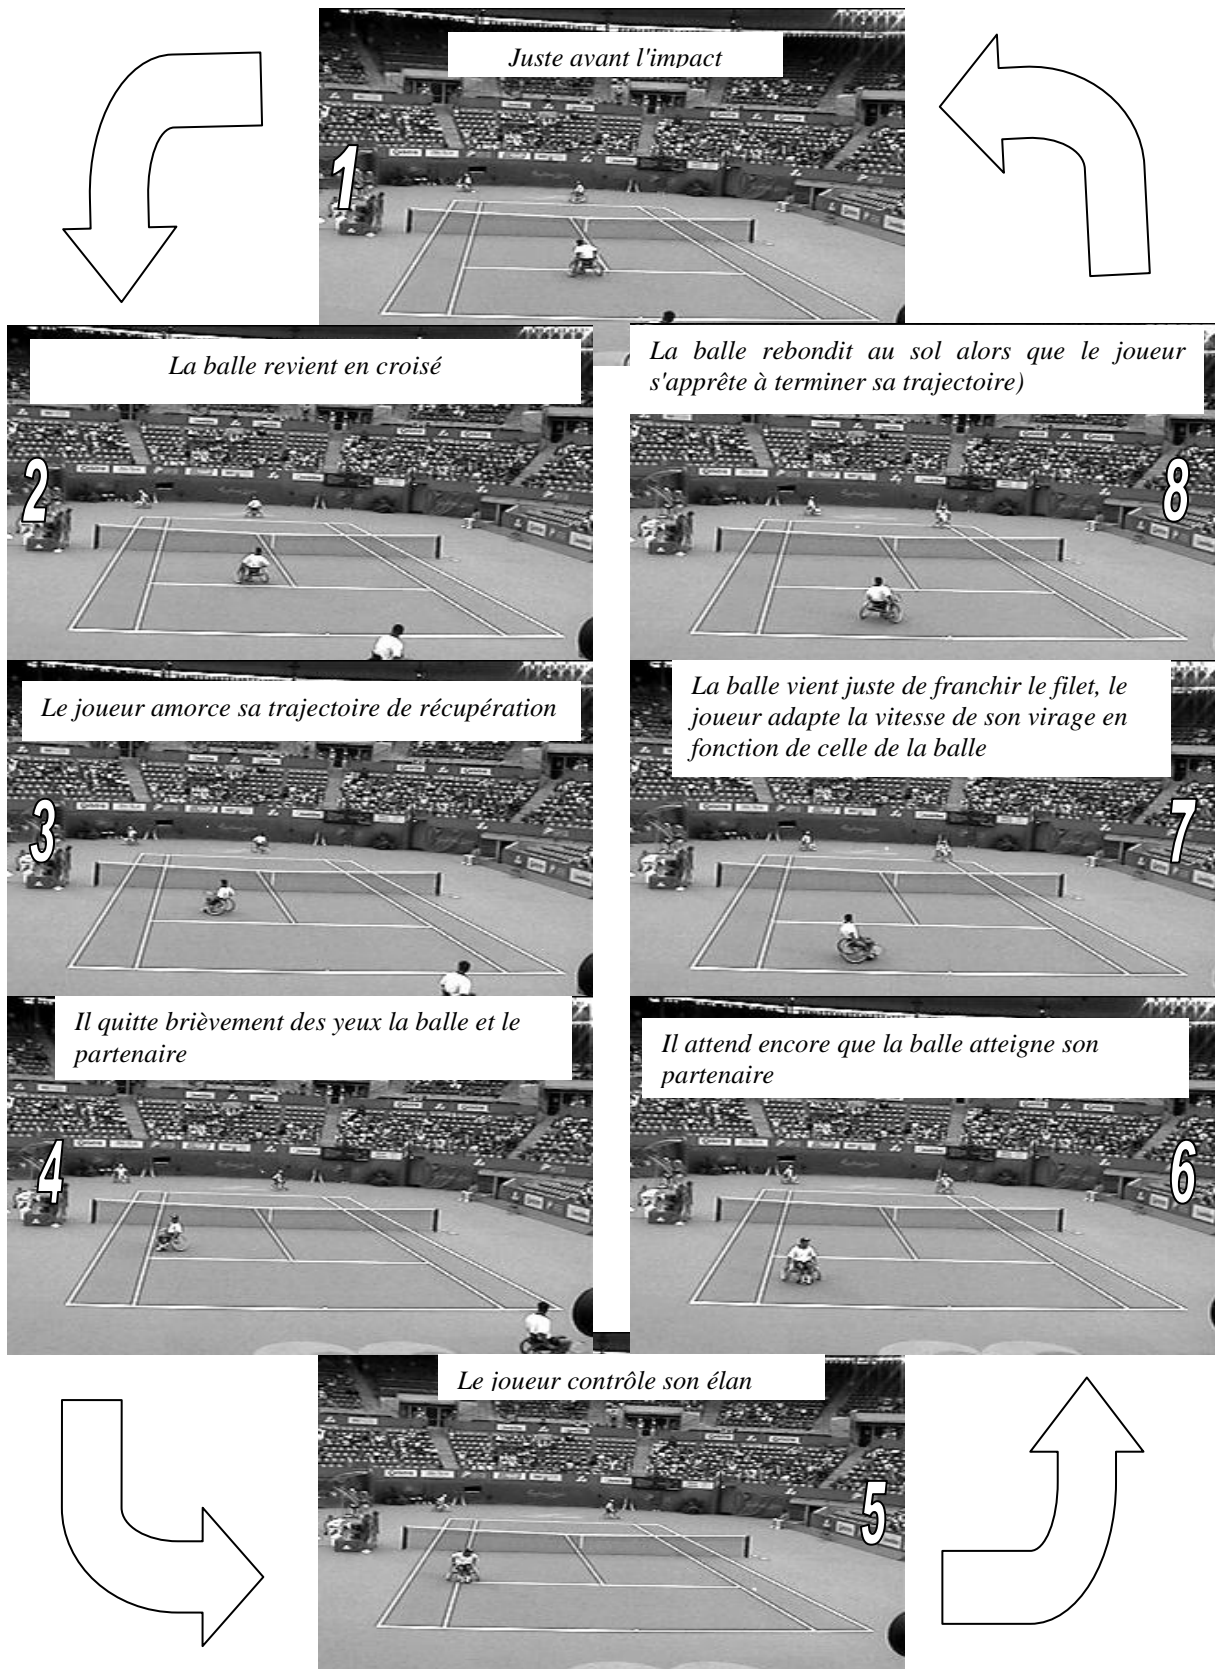 Juste avant l'impact
1
La balle revient en croisé
2
Le joueur amorce sa trajectoire de récupération
3
Il quitte brièvement des yeux la balle et le
partenaire
4
Le joueur contrôle son élan
5
Il attend encore que la balle atteigne son
partenaire
6
La balle vient juste de franchir le filet, le
joueur adapte la vitesse de son virage en
fonction de celle de la balle
7
La balle rebondit au sol alors que le joueur
s'apprête à terminer sa trajectoire)
8